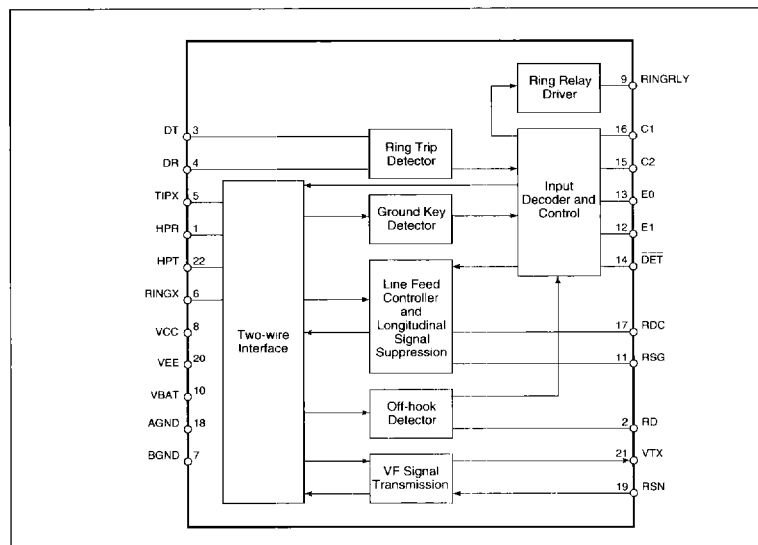 Ring Relay
Driver
9
RINGRLY
DT
3
DR
4
Ring Trip
Detector
16
C1
15
C2
13
E0
12
E1
14
DET
Input
Decoder and
Control
TIPX
5
HPR
1
HPT
22
RINGX
6
VCC
8
VEE
20
VBAT
10
AGND
18
BGND
7
Two-wire
Interface
Ground Key
Detector
Line Feed
Controller
and
Longitudinal
Signal
Suppression
17
RDC
11
RSG
Off-hook
Detector
2
RD
VF Signal
Transmission
21
VTX
19
RSN